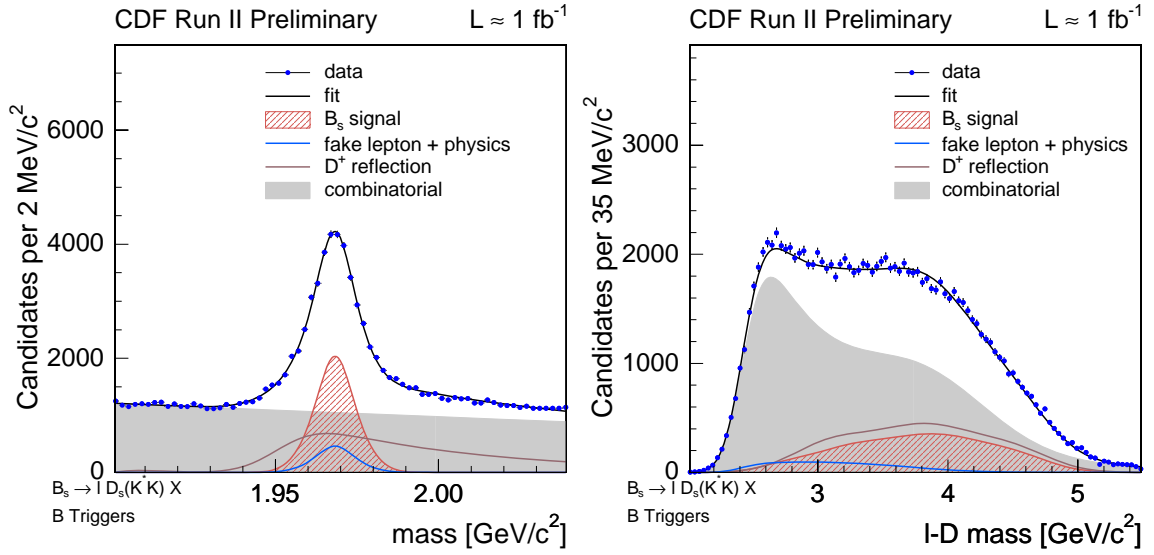 CDF Run II Preliminary L ≈ 1 fb⁻¹
Candidates per 2 MeV/c²
data
fit
Bₛ signal
fake lepton + physics
D⁺ reflection
combinatorial
6000
4000
2000
0
1.95 2.00
mass [GeV/c²]
Bₛ → l Dₛ(K*K) X
B Triggers
CDF Run II Preliminary L ≈ 1 fb⁻¹
Candidates per 35 MeV/c²
data
fit
Bₛ signal
fake lepton + physics
D⁺ reflection
combinatorial
3000
2000
1000
0
3 4 5
l-D mass [GeV/c²]
Bₛ → l Dₛ(K*K) X
B Triggers